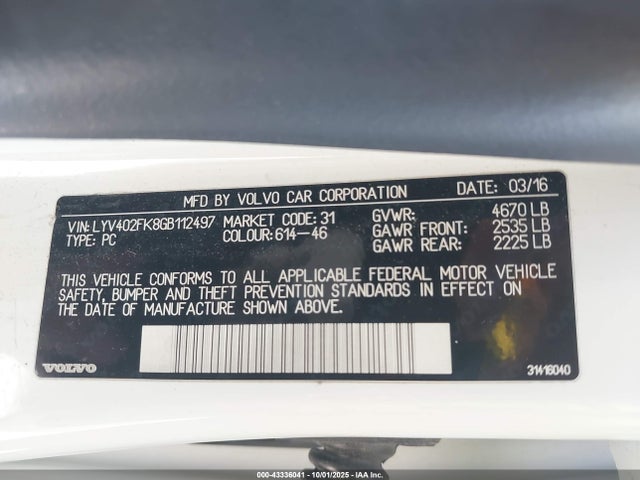 MFD BY VOLVO CAR CORPORATION DATE: 03/16
VIN: LYV402FK8GB112497 MARKET CODE: 31 GVWR: 4670 LB
TYPE: PC COLOUR: 614-46 GAWR FRONT: 2535 LB
GAWR REAR: 2225 LB
THIS VEHICLE CONFORMS TO ALL APPLICABLE FEDERAL MOTOR VEHICLE
SAFETY, BUMPER AND THEFT PREVENTION STANDARDS IN EFFECT ON
THE DATE OF MANUFACTURE SHOWN ABOVE.
VOLVO 31416040
000-43336041 - 10/01/2025 - IAA Inc.